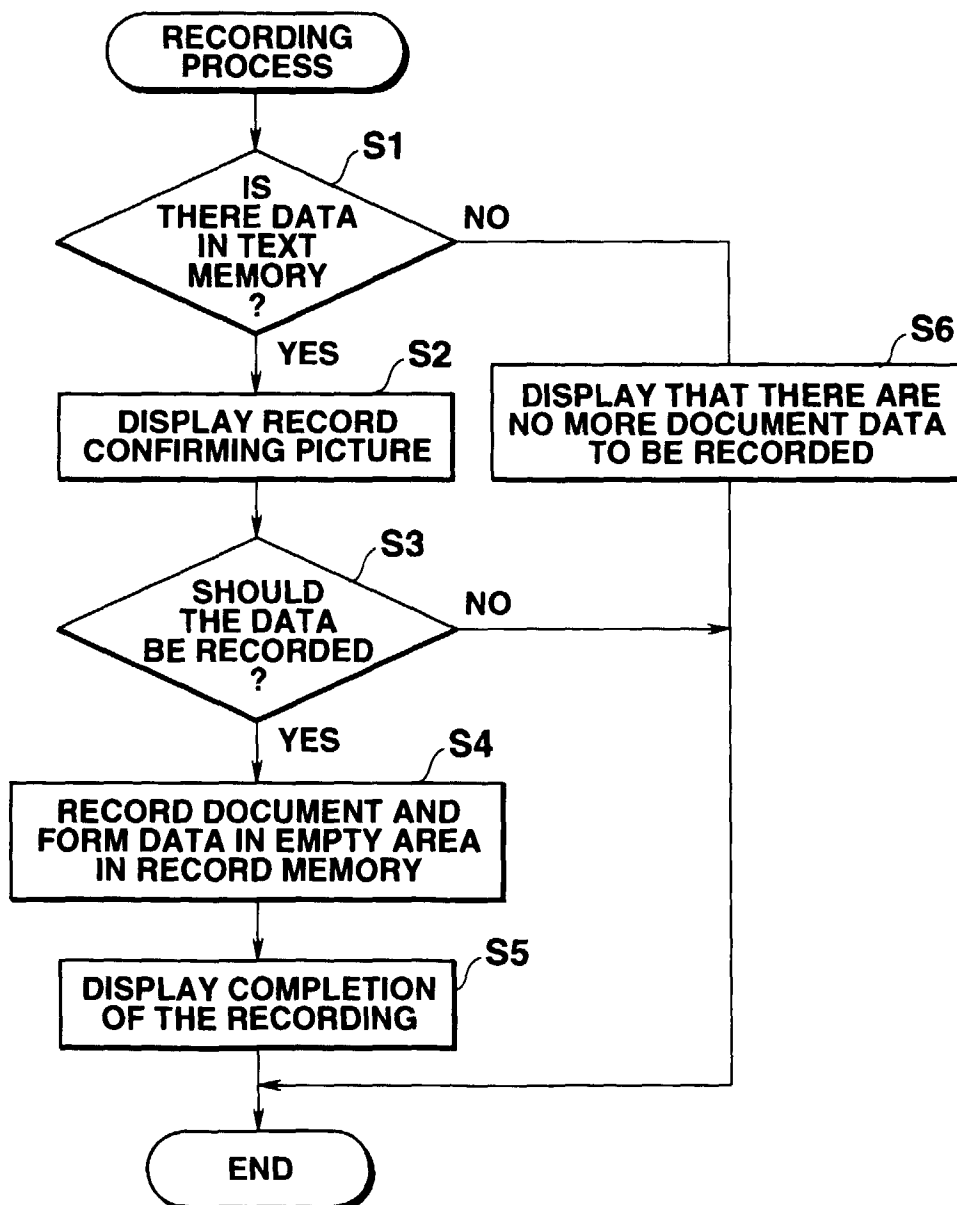 RECORDING
PROCESS
S1
IS
THERE DATA
IN TEXT
MEMORY
?
NO
YES
S2
DISPLAY RECORD
CONFIRMING PICTURE
S6
DISPLAY THAT THERE ARE
NO MORE DOCUMENT DATA
TO BE RECORDED
S3
SHOULD
THE DATA
BE RECORDED
?
NO
YES
S4
RECORD DOCUMENT AND
FORM DATA IN EMPTY AREA
IN RECORD MEMORY
S5
DISPLAY COMPLETION
OF THE RECORDING
END